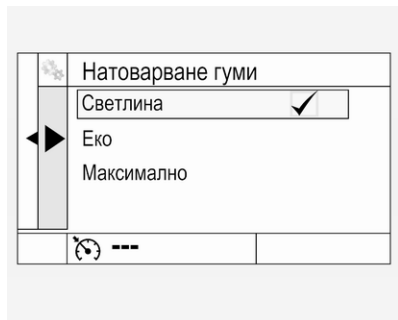 Натоварване гуми
Светлина
Еко
Максимално
---